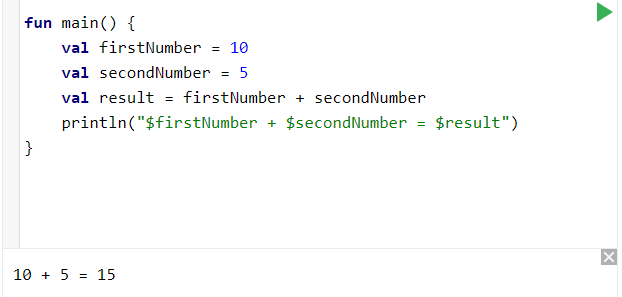 fun main() {
    val firstNumber = 10
    val secondNumber = 5
    val result = firstNumber + secondNumber
    println("$firstNumber + $secondNumber = $result")
}
10 + 5 = 15